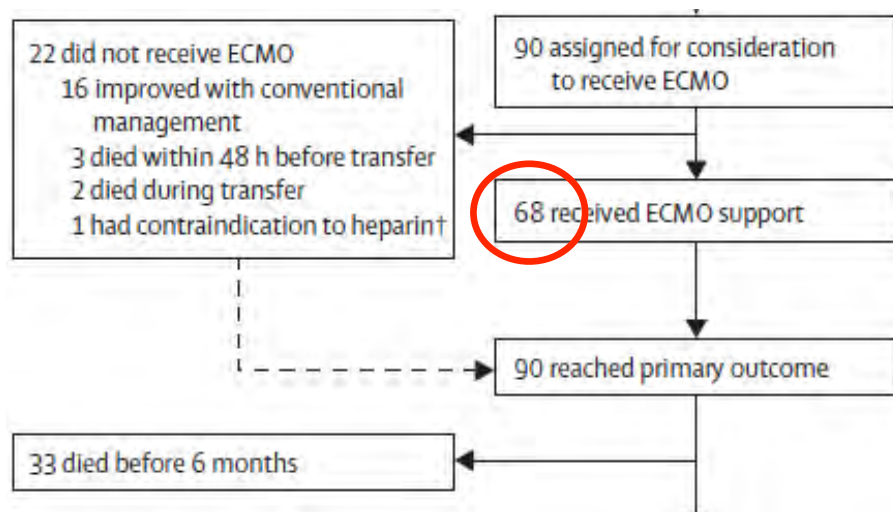 22 did not receive ECMO
16 improved with conventional
management
3 died within 48 h before transfer
2 died during transfer
1 had contraindication to heparin†
90 assigned for consideration
to receive ECMO
68 received ECMO support
90 reached primary outcome
33 died before 6 months